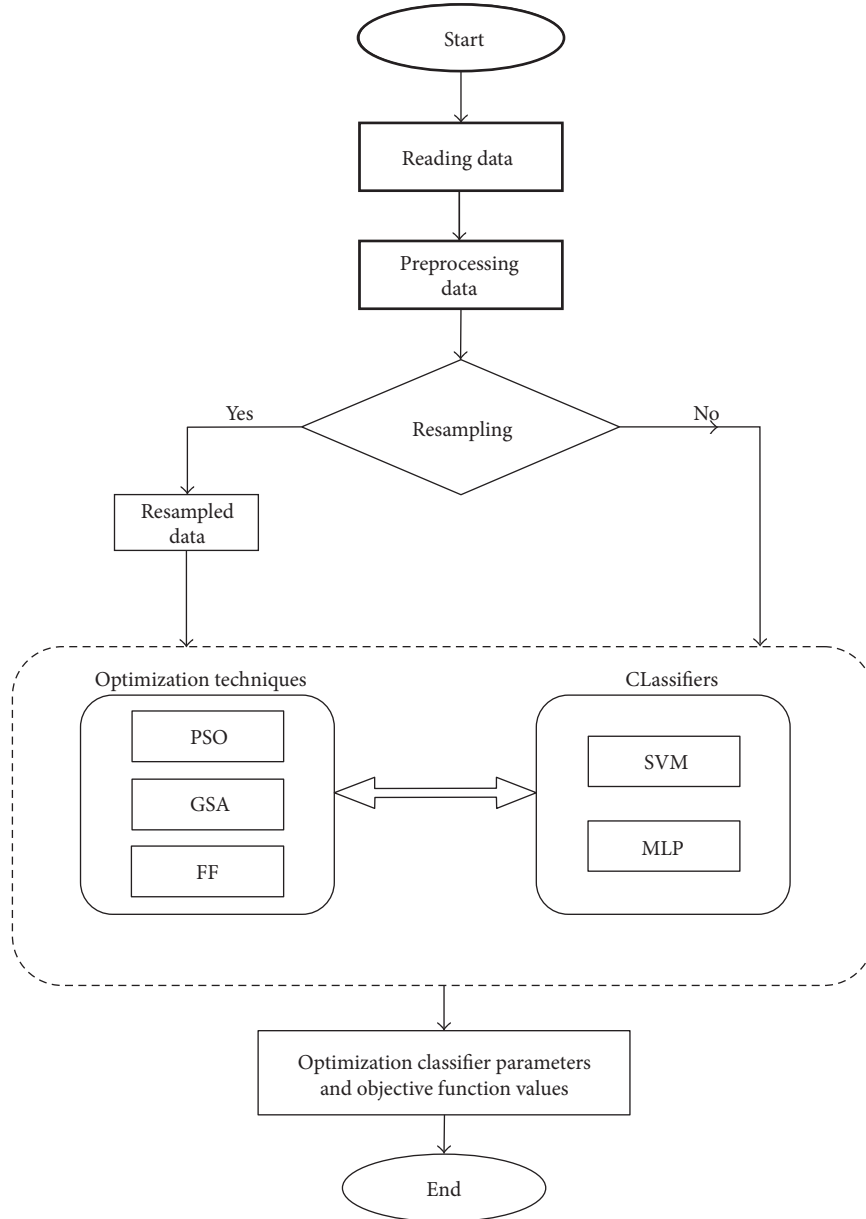 Start
Reading data
Preprocessing
data
Yes
No
Resampling
Resampled
data
Optimization techniques
CLassifiers
PSO
GSA
FF
SVM
MLP
Optimization classifier parameters
and objective function values
End